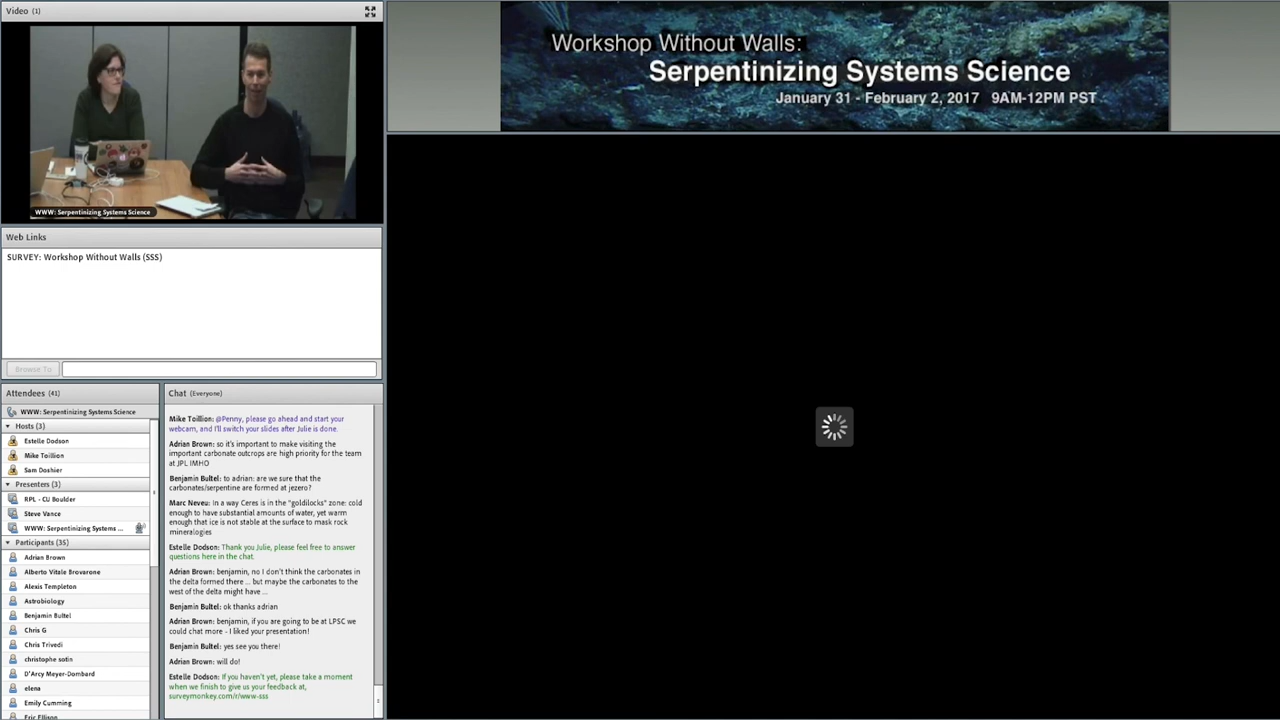 Video (1)
WWW: Serpentinizing Systems Science
Workshop Without Walls:
Serpentinizing Systems Science
January 31 - February 2, 2017 9AM-12PM PST
Web Links
SURVEY: Workshop Without Walls (SSS)
Browse To
Attendees (41)
WWW: Serpentinizing Systems Science
Hosts (3)
Estelle Dodson
Mike Toillion
Sam Doshier
Presenters (3)
RPL - CU Boulder
Steve Vance
WWW: Serpentinizing Systems ...
Participants (35)
Adrian Brown
Alberto Vitale Brovarone
Alexis Templeton
Astrobiology
Benjamin Bultel
Chris G
Chris Trivedi
christophe sotin
D'Arcy Meyer-Dombard
elena
Emily Cumming
Eric Ellison
Chat (Everyone)
Mike Toillion: @Penny, please go ahead and start your
webcam, and I'll switch your slides after Julie is done.
Adrian Brown: so it's important to make visiting the
important carbonate outcrops are high priority for the team
at JPL IMHO
Benjamin Bultel: to adrian: are we sure that the
carbonates/serpentine are formed at jezero?
Marc Neveu: In a way Ceres is in the "goldilocks" zone: cold
enough to have substantial amounts of water, yet warm
enough that ice is not stable at the surface to mask rock
mineralogies
Estelle Dodson: Thank you Julie, please feel free to answer
questions here in the chat.
Adrian Brown: benjamin, no I don't think the carbonates in
the delta formed there ... but maybe the carbonates to the
west of the delta might have ...
Benjamin Bultel: ok thanks adrian
Adrian Brown: benjamin, if you are going to be at LPSC we
could chat more - I liked your presentation!
Benjamin Bultel: yes see you there!
Adrian Brown: will do!
Estelle Dodson: If you haven't yet, please take a moment
when we finish to give us your feedback at,
surveymonkey.com/r/www-sss